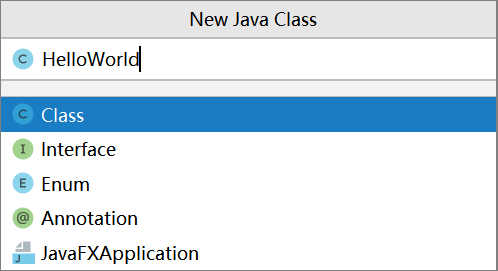 New Java Class
C HelloWorld
C Class
I Interface
E Enum
@ Annotation
J JavaFXApplication